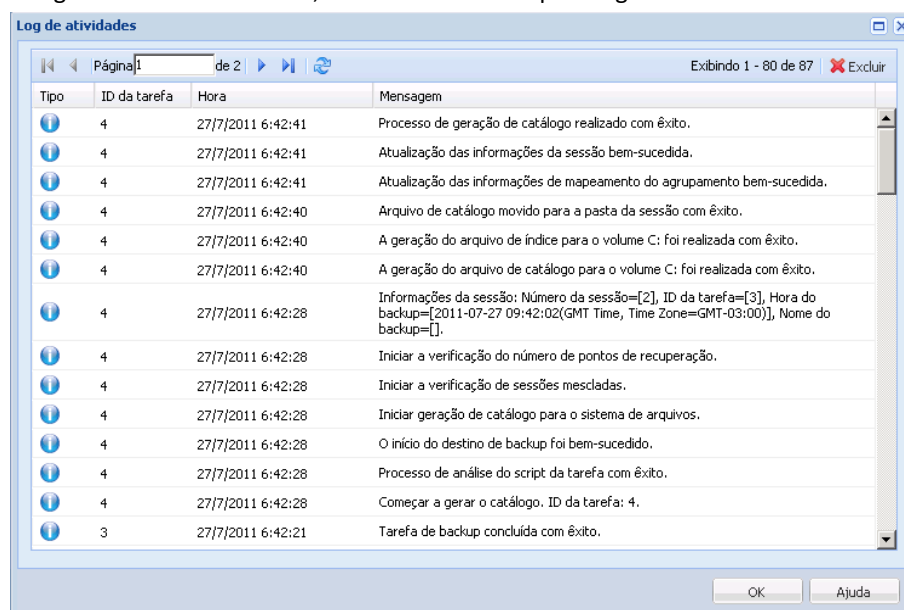 Log de atividades
Página 1 de 2 Exibindo 1 - 80 de 87 Excluir
Tipo ID da tarefa Hora Mensagem
4 27/7/2011 6:42:41 Processo de geração de catálogo realizado com êxito.
4 27/7/2011 6:42:41 Atualização das informações da sessão bem-sucedida.
4 27/7/2011 6:42:41 Atualização das informações de mapeamento do agrupamento bem-sucedida.
4 27/7/2011 6:42:40 Arquivo de catálogo movido para a pasta da sessão com êxito.
4 27/7/2011 6:42:40 A geração do arquivo de índice para o volume C: foi realizada com êxito.
4 27/7/2011 6:42:40 A geração do arquivo de catálogo para o volume C: foi realizada com êxito.
4 27/7/2011 6:42:28 Informações da sessão: Número da sessão=[2], ID da tarefa=[3], Hora do
backup=[2011-07-27 09:42:02(GMT Time, Time Zone=GMT-03:00)], Nome do
backup=[].
4 27/7/2011 6:42:28 Iniciar a verificação do número de pontos de recuperação.
4 27/7/2011 6:42:28 Iniciar a verificação de sessões mescladas.
4 27/7/2011 6:42:28 Iniciar geração de catálogo para o sistema de arquivos.
4 27/7/2011 6:42:28 O início do destino de backup foi bem-sucedido.
4 27/7/2011 6:42:28 Processo de análise do script da tarefa com êxito.
4 27/7/2011 6:42:28 Começar a gerar o catálogo. ID da tarefa: 4.
3 27/7/2011 6:42:21 Tarefa de backup concluída com êxito.
OK Ajuda